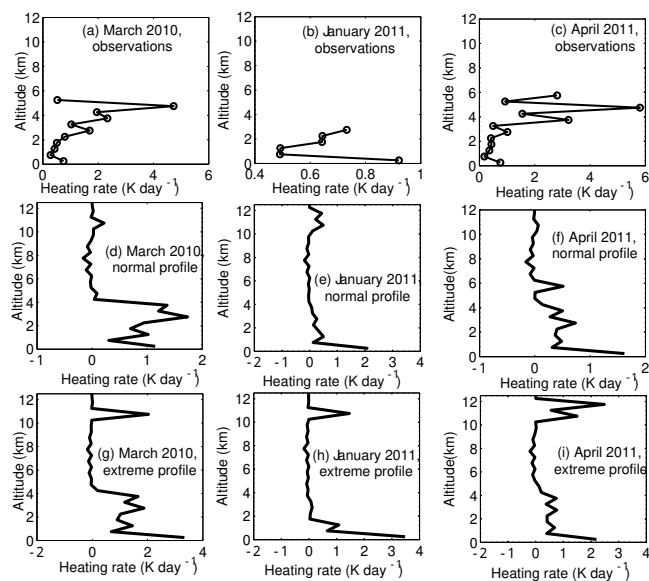 (a) March 2010,
observations
Altitude (km)
12
10
8
6
4
2
0
0 2 4 6
Heating rate (K day -1)
(b) January 2011,
observations
Altitude (km)
12
10
8
6
4
2
0
0.4 0.6 0.8 1
Heating rate (K day -1)
(c) April 2011,
observations
Altitude (km)
12
10
8
6
4
2
0
0 2 4 6
Heating rate (K day -1)
(d) March 2010,
normal profile
Altitude (km)
12
10
8
6
4
2
0
-1 0 1 2
Heating rate (K day -1)
(e) January 2011,
normal profile
Altitude (km)
12
10
8
6
4
2
0
-2 0 2 4
Heating rate (K day -1)
(f) April 2011,
normal profile
Altitude(km)
12
10
8
6
4
2
0
-1 0 1 2
Heating rate (K day -1)
(g) March 2010,
extreme profile
Altitude (km)
12
10
8
6
4
2
0
-2 0 2 4
Heating rate (K day -1)
(h) January 2011,
extreme profile
Altitude (km)
12
10
8
6
4
2
0
-2 0 2 4
Heating rate (K day -1)
(i) April 2011,
extreme profile
Altitude(km)
12
10
8
6
4
2
0
-2 0 2 4
Heating rate (K day -1)